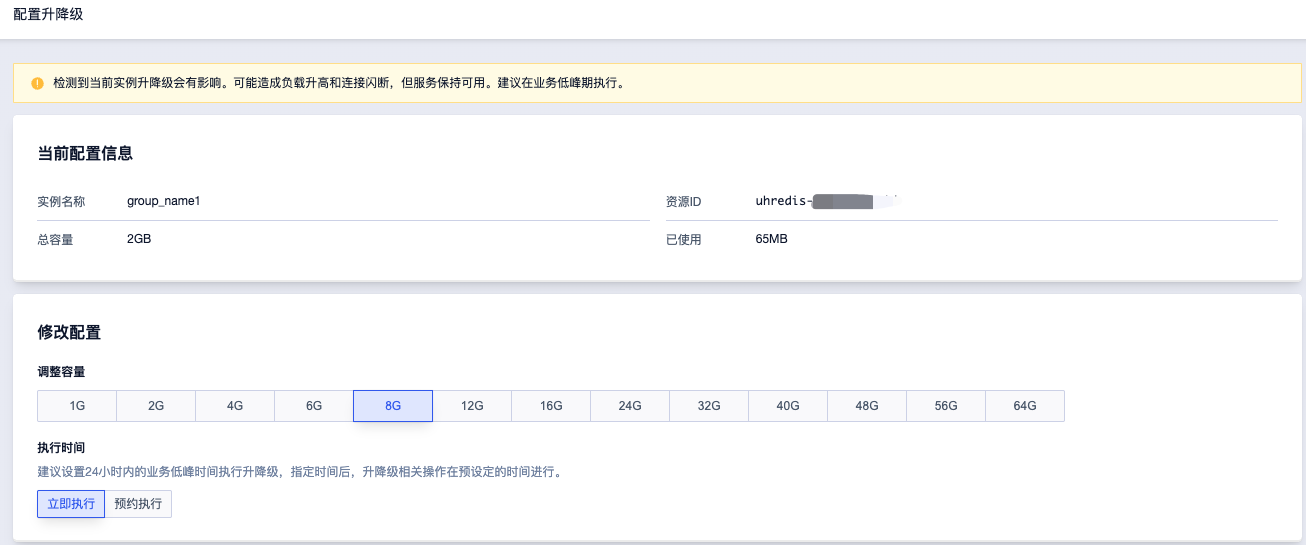 配置升降级
检测到当前实例升降级会有影响。可能造成负载升高和连接闪断，但服务保持可用。建议在业务低峰期执行。
当前配置信息
实例名称 group_name1 资源ID uhredis-
总容量 2GB 已使用 65MB
修改配置
调整容量
1G 2G 4G 6G 8G 12G 16G 24G 32G 40G 48G 56G 64G
执行时间
建议设置24小时内的业务低峰时间执行升降级，指定时间后，升降级相关操作在预设定的时间进行。
立即执行 预约执行